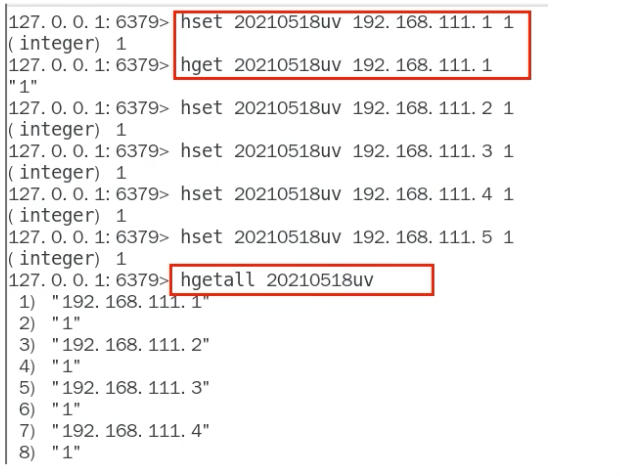 127.0.0.1:6379> hset 20210518uv 192.168.111.1 1
(integer) 1
127.0.0.1:6379> hget 20210518uv 192.168.111.1
"1"
127.0.0.1:6379> hset 20210518uv 192.168.111.2 1
(integer) 1
127.0.0.1:6379> hset 20210518uv 192.168.111.3 1
(integer) 1
127.0.0.1:6379> hset 20210518uv 192.168.111.4 1
(integer) 1
127.0.0.1:6379> hset 20210518uv 192.168.111.5 1
(integer) 1
127.0.0.1:6379> hgetall 20210518uv
1) "192.168.111.1"
2) "1"
3) "192.168.111.2"
4) "1"
5) "192.168.111.3"
6) "1"
7) "192.168.111.4"
8) "1"